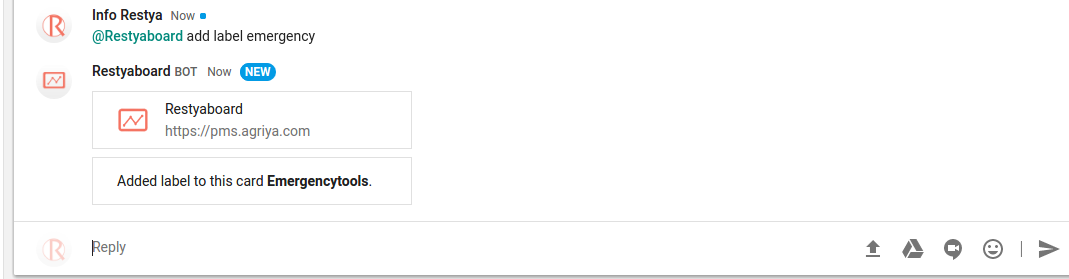 Info Restya Now
@Restyaboard add label emergency
Restyaboard BOT Now NEW
Restyaboard
https://pms.agriya.com
Added label to this card Emergencytools.
Reply